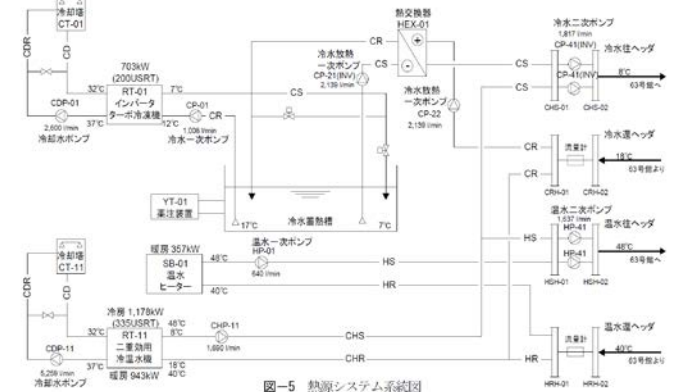 冷却塔
CT-01
CDR
CD
703kW
(200USRT)
RT-01
インバータ
ターボ冷凍機
32℃
37℃
7℃
12℃
CDP-01
2,600 l/min
冷却水ポンプ
CP-01
CR
1,008 l/min
冷水一次ポンプ
CS
CR
熱交換器
HEX-01
冷水放熱
一次ポンプ
CP-21(INV)
2,139 l/min
CS
冷水放熱
一次ポンプ
CP-22
2,139 l/min
CS
CS
冷水二次ポンプ
1,817 l/min
CP-41(INV)
CP-41(INV)
CHS-01
CHS-02
冷水往ヘッダ
8℃
63号館へ
冷水還ヘッダ
流量計
18℃
63号館より
CR
CR
CRH-01
CRH-02
YT-01
薬注装置
17℃
冷水蓄熱槽
7℃
温水二次ポンプ
1,637 l/min
HP-41
HP-41
HS
HSH-01
HSH-02
温水往ヘッダ
48℃
63号館へ
暖房 357kW
SB-01
温水
ヒーター
48℃
40℃
温水一次ポンプ
HP-01
640 l/min
HS
HR
冷却塔
CT-11
CDR
CD
冷房 1,178kW
(335USRT)
RT-11
二重効用
冷温水機
暖房 943kW
32℃
37℃
48℃
8℃
18℃
40℃
CDP-11
5,258 l/min
冷却水ポンプ
CHP-11
1,690 l/min
CHS
CHR
HR
温水還ヘッダ
流量計
40℃
63号館より
HRH-01
HRH-02
図－5 熱源システム系統図